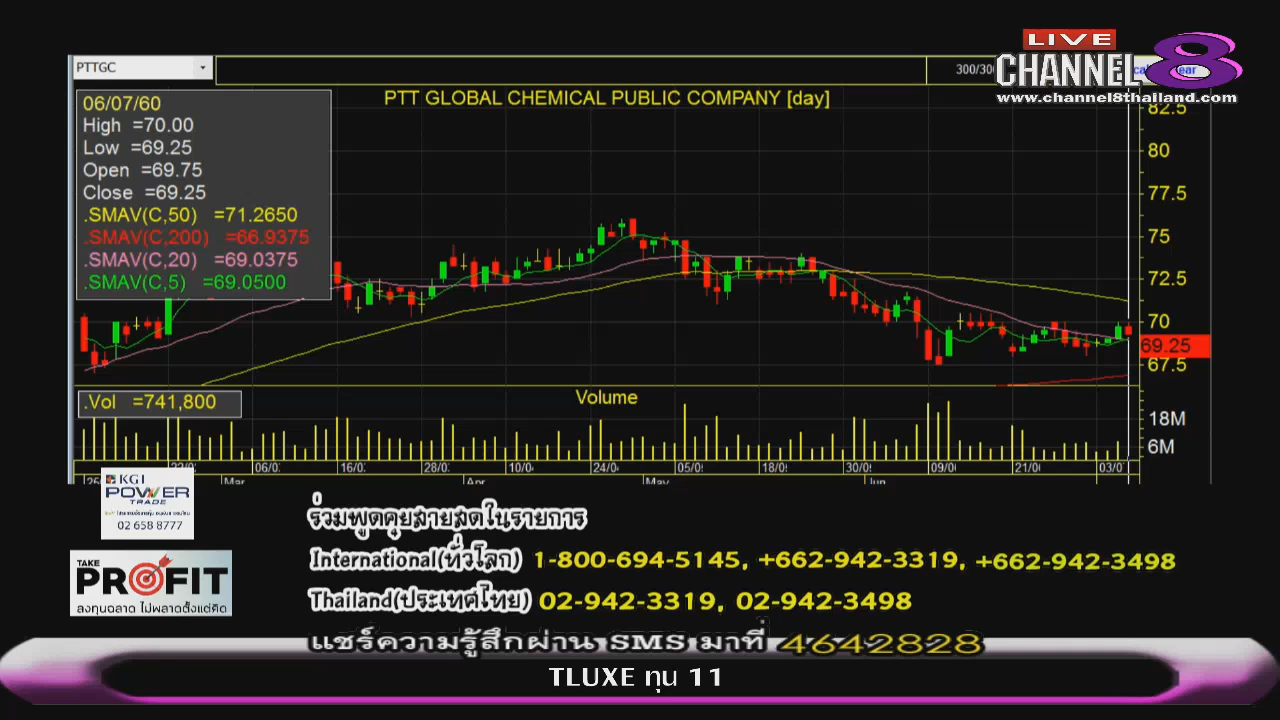 PTTGC
300/300
LIVE
CHANNEL 8
www.channel8thailand.com
PTT GLOBAL CHEMICAL PUBLIC COMPANY [day]
06/07/60
High =70.00
Low =69.25
Open =69.75
Close =69.25
.SMAV(C,50) =71.2650
.SMAV(C,200) =66.9375
.SMAV(C,20) =69.0375
.SMAV(C,5) =69.0500
82.5
80
77.5
75
72.5
70
69.25
67.5
.Vol =741,800
Volume
18M
6M
22/0 06/0 16/0 28/0 10/0 24/0 05/0 18/0 30/0 09/0 21/0 03/0
Mar Apr May Jun
KGI
POWER
TRADE
02 658 8777
TAKE
PROFIT
ลงทุนฉลาด ไม่พลาดตั้งแต่คิด
ร่วมพูดคุยสายสดในรายการ
International(ทั่วโลก) 1-800-694-5145, +662-942-3319, +662-942-3498
Thailand(ประเทศไทย) 02-942-3319, 02-942-3498
แชร์ความรู้สึกผ่าน SMS มาที่ 4642828
TLUXE ทุน 11